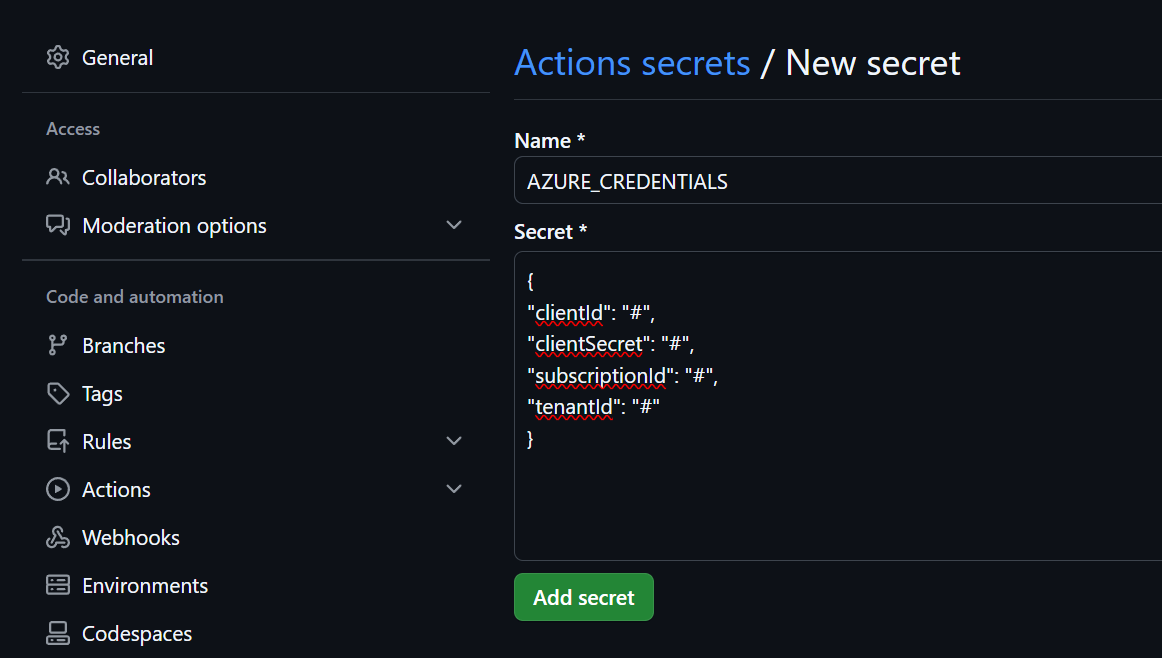 General
Access
Collaborators
Moderation options
Code and automation
Branches
Tags
Rules
Actions
Webhooks
Environments
Codespaces
Actions secrets / New secret
Name *
AZURE_CREDENTIALS
Secret *
{
"clientId": "#",
"clientSecret": "#",
"subscriptionId": "#",
"tenantId": "#"
}
Add secret